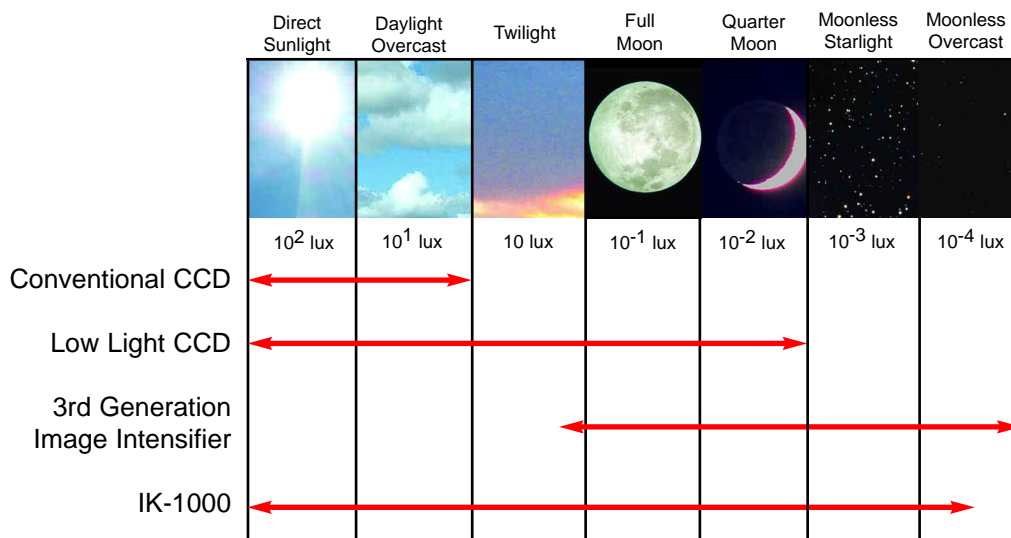 Direct
Sunlight
Daylight
Overcast
Twilight
Full
Moon
Quarter
Moon
Moonless
Starlight
Moonless
Overcast
10² lux
10¹ lux
10 lux
10⁻¹ lux
10⁻² lux
10⁻³ lux
10⁻⁴ lux
Conventional CCD
Low Light CCD
3rd Generation
Image Intensifier
IK-1000